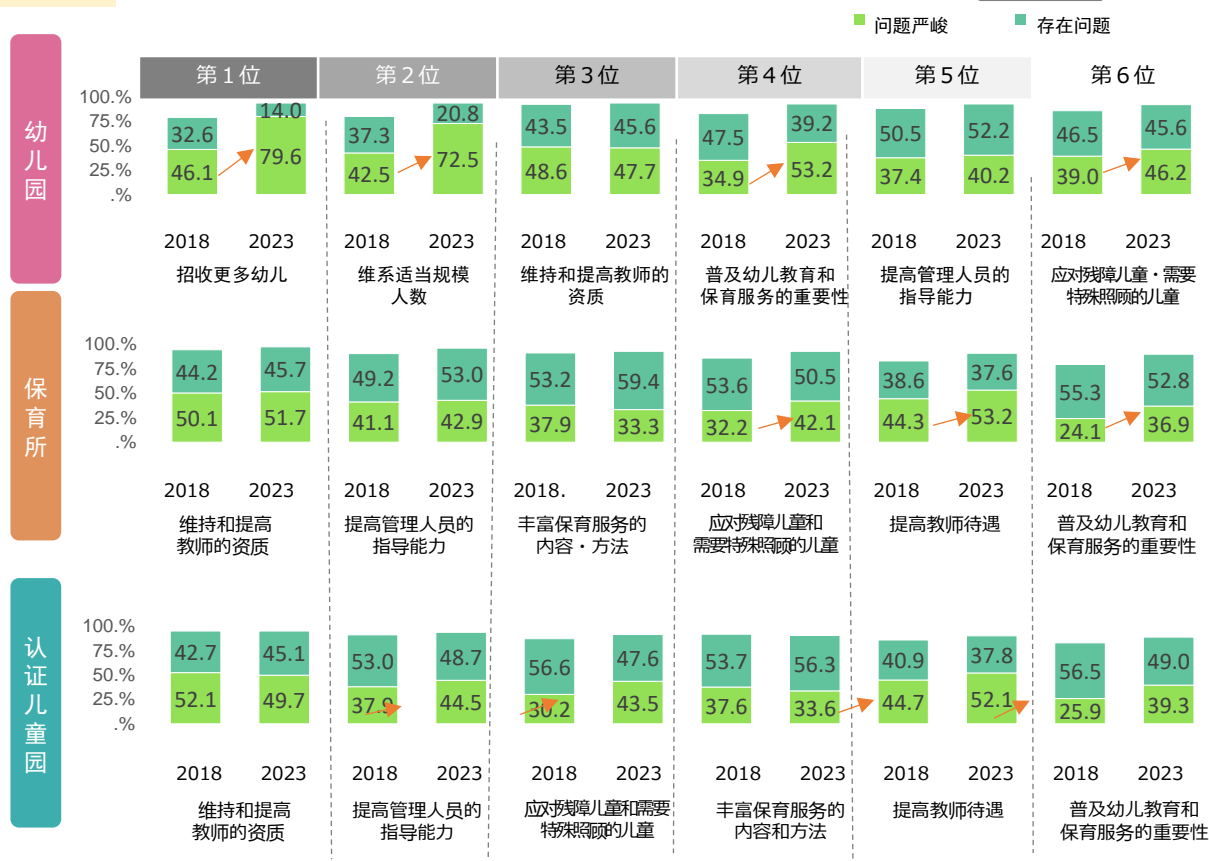 问题严峻 存在问题
第1位 第2位 第3位 第4位 第5位 第6位
幼儿园
100.%
75.%
50.%
25.%
.%
32.6 14.0 37.3 20.8 43.5 45.6 47.5 39.2 50.5 52.2 46.5 45.6
46.1 79.6 42.5 72.5 48.6 47.7 34.9 53.2 37.4 40.2 39.0 46.2
2018 2023 2018 2023 2018 2023 2018 2023 2018 2023 2018 2023
招收更多幼儿 维系适当规模 维持和提高教师的 普及幼儿教育和 提高管理人员的 应对残障儿童・需要
人数 资质 保育服务的重要性 指导能力 特殊照顾的儿童
保育所
100.%
75.%
50.%
25.%
.%
44.2 45.7 49.2 53.0 53.2 59.4 53.6 50.5 38.6 37.6 55.3 52.8
50.1 51.7 41.1 42.9 37.9 33.3 32.2 42.1 44.3 53.2 24.1 36.9
2018 2023 2018 2023 2018. 2023 2018 2023 2018 2023 2018 2023
维持和提高 提高管理人员的 丰富保育服务的 应对残障儿童和 提高教师待遇 普及幼儿教育和
教师的资质 指导能力 内容・方法 需要特殊照顾的儿童 保育服务的重要性
认证儿童园
100.%
75.%
50.%
25.%
.%
42.7 45.1 53.0 48.7 56.6 47.6 53.7 56.3 40.9 37.8 56.5 49.0
52.1 49.7 37.9 44.5 30.2 43.5 37.6 33.6 44.7 52.1 25.9 39.3
2018 2023 2018 2023 2018 2023 2018 2023 2018 2023 2018 2023
维持和提高 提高管理人员的 应对残障儿童和需要 丰富保育服务的 提高教师待遇 普及幼儿教育和
教师的资质 指导能力 特殊照顾的儿童 内容和方法 保育服务的重要性